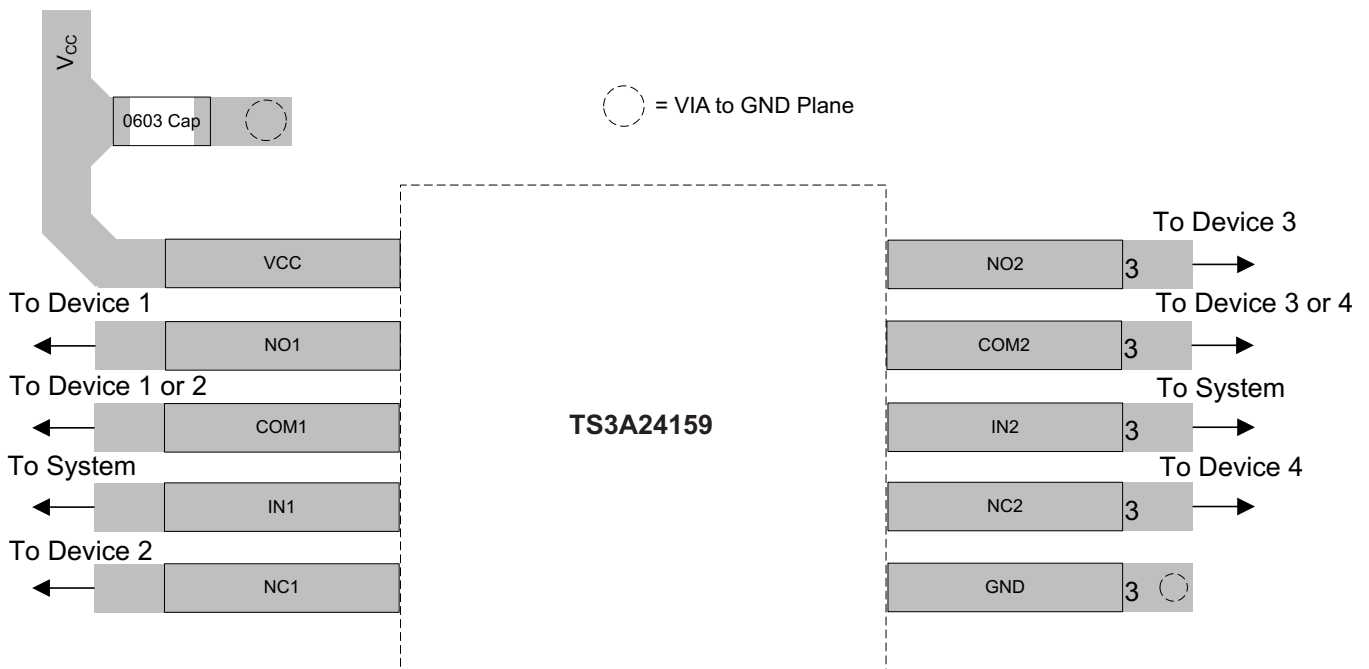 Vcc
0603 Cap
= VIA to GND Plane
To Device 3
VCC
NO2
3
To Device 1
To Device 3 or 4
NO1
COM2
3
To Device 1 or 2
To System
COM1
TS3A24159
IN2
3
To System
To Device 4
IN1
NC2
3
To Device 2
NC1
GND
3